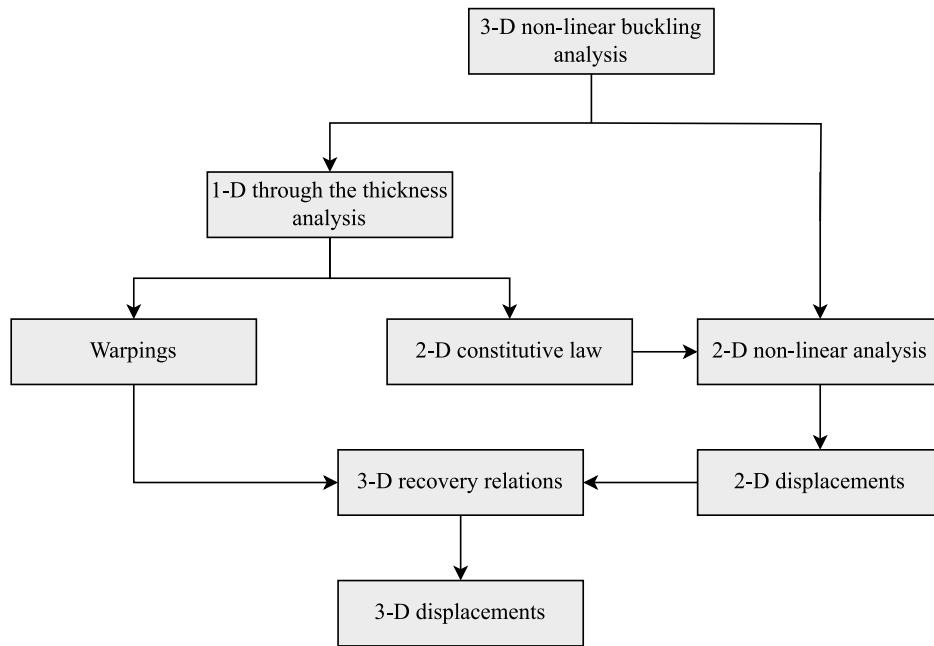 3-D non-linear buckling
analysis
1-D through the thickness
analysis
Warpings
2-D constitutive law
2-D non-linear analysis
3-D recovery relations
2-D displacements
3-D displacements